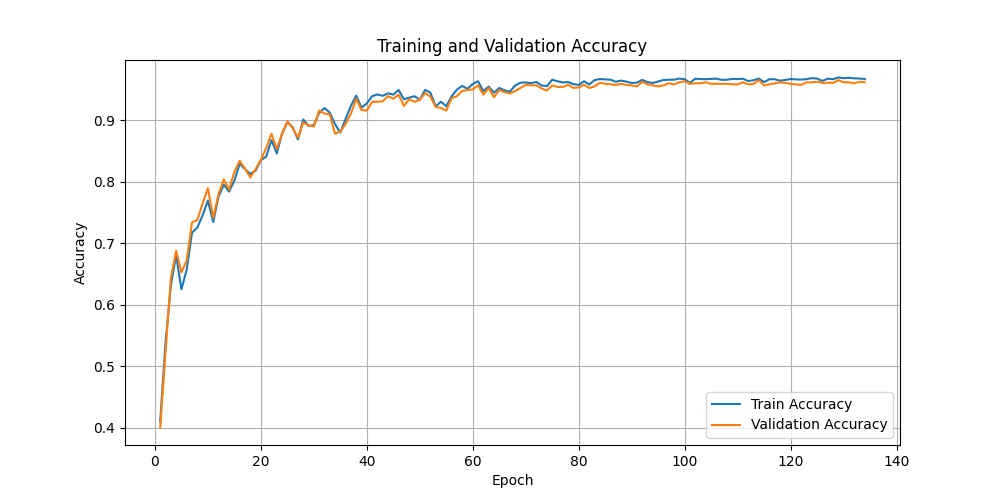 Training and Validation Accuracy
Accuracy
0.9
0.8
0.7
0.6
0.5
0.4
Train Accuracy
Validation Accuracy
0 20 40 60 80 100 120 140
Epoch